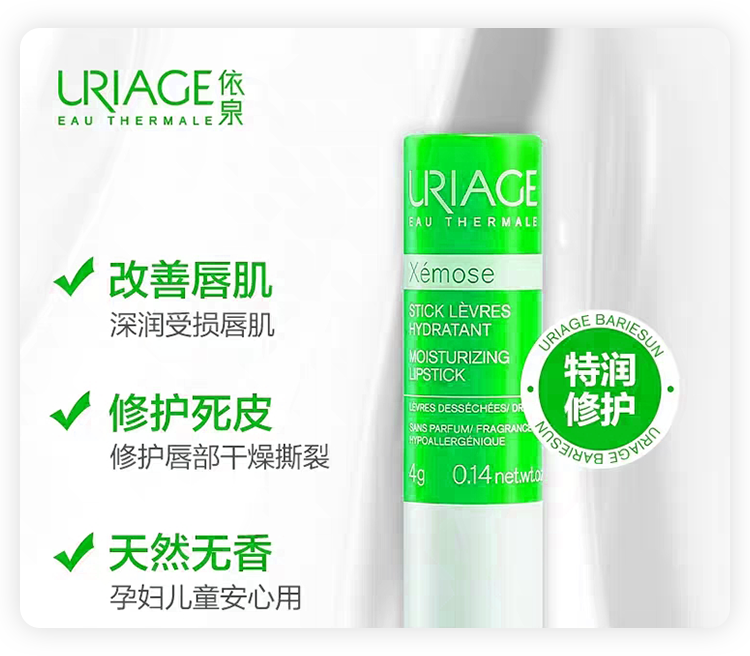 URIAGE 依泉
EAU THERMALE
改善唇肌
深润受损唇肌
修护死皮
修护唇部干燥撕裂
天然无香
孕妇儿童安心用
URIAGE
EAU THERMALE
Xémose
STICK LÈVRES
HYDRATANT
MOISTURIZING
LIPSTICK
LÈVRES DESSÉCHÉES/
SANS PARFUM/ FRAGRANCE
HYPOALLERGÉNIQUE
4g 0.14 net.wt.oz
URIAGE BARIESUN
特润
修护
URIAGE BARIESUN